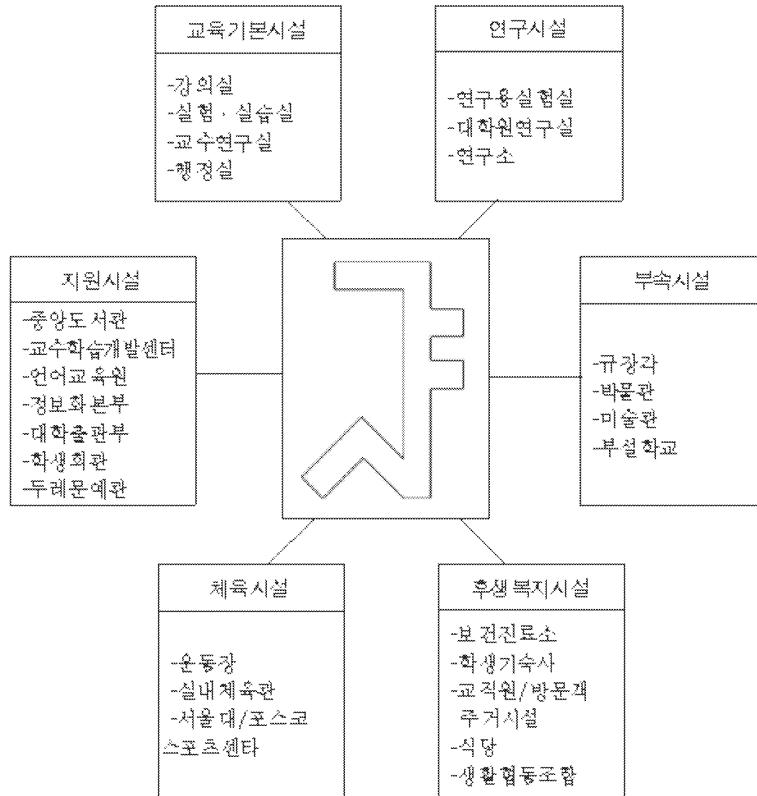 교육기본시설
-강의실
-실험 · 실습실
-교수연구실
-행정실
연구시설
-연구용실험실
-대학원연구실
-연구소
지원시설
-중앙도서관
-교수학습개발센터
-언어교육원
-정보화본부
-대학출판부
-학생회관
-두레문예관
부속시설
-규장각
-박물관
-미술관
-부설학교
체육시설
-운동장
-실내체육관
-서울대/포스코
스포츠센타
후생복지시설
-보건진료소
-학생기숙사
-교직원/방문객
주거시설
-식당
-생활협동조합